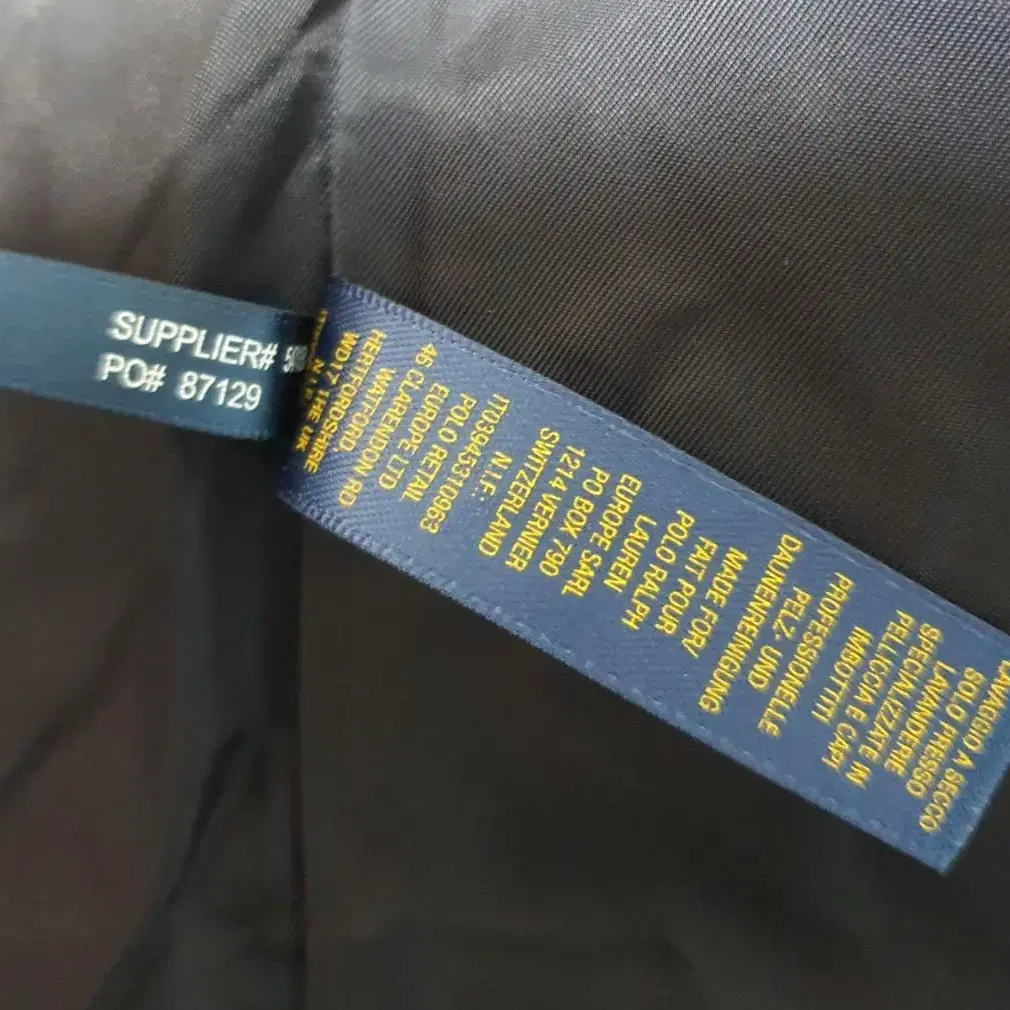 SUPPLIER#
PO# 87129
LAVAGGIO A SECCO
SOLO PRESSO
LAVANDERIE
SPECIALIZZATE IN
PELLICCIA E CAPI
IMBOTTITI
PROFESSIONELLE
PELZ- UND
DAUNENREINIGUNG
MADE FOR/
FAIT POUR
POLO RALPH
LAUREN
EUROPE SARL
PO BOX 790
1214 VERNIER
SWITZERLAND
N.I.F.:
IT03945310963
POLO RETAIL
EUROPE LTD
46 CLARENDON RD
WATFORD,
HERTFORDSHIRE
WD17 1HE UK